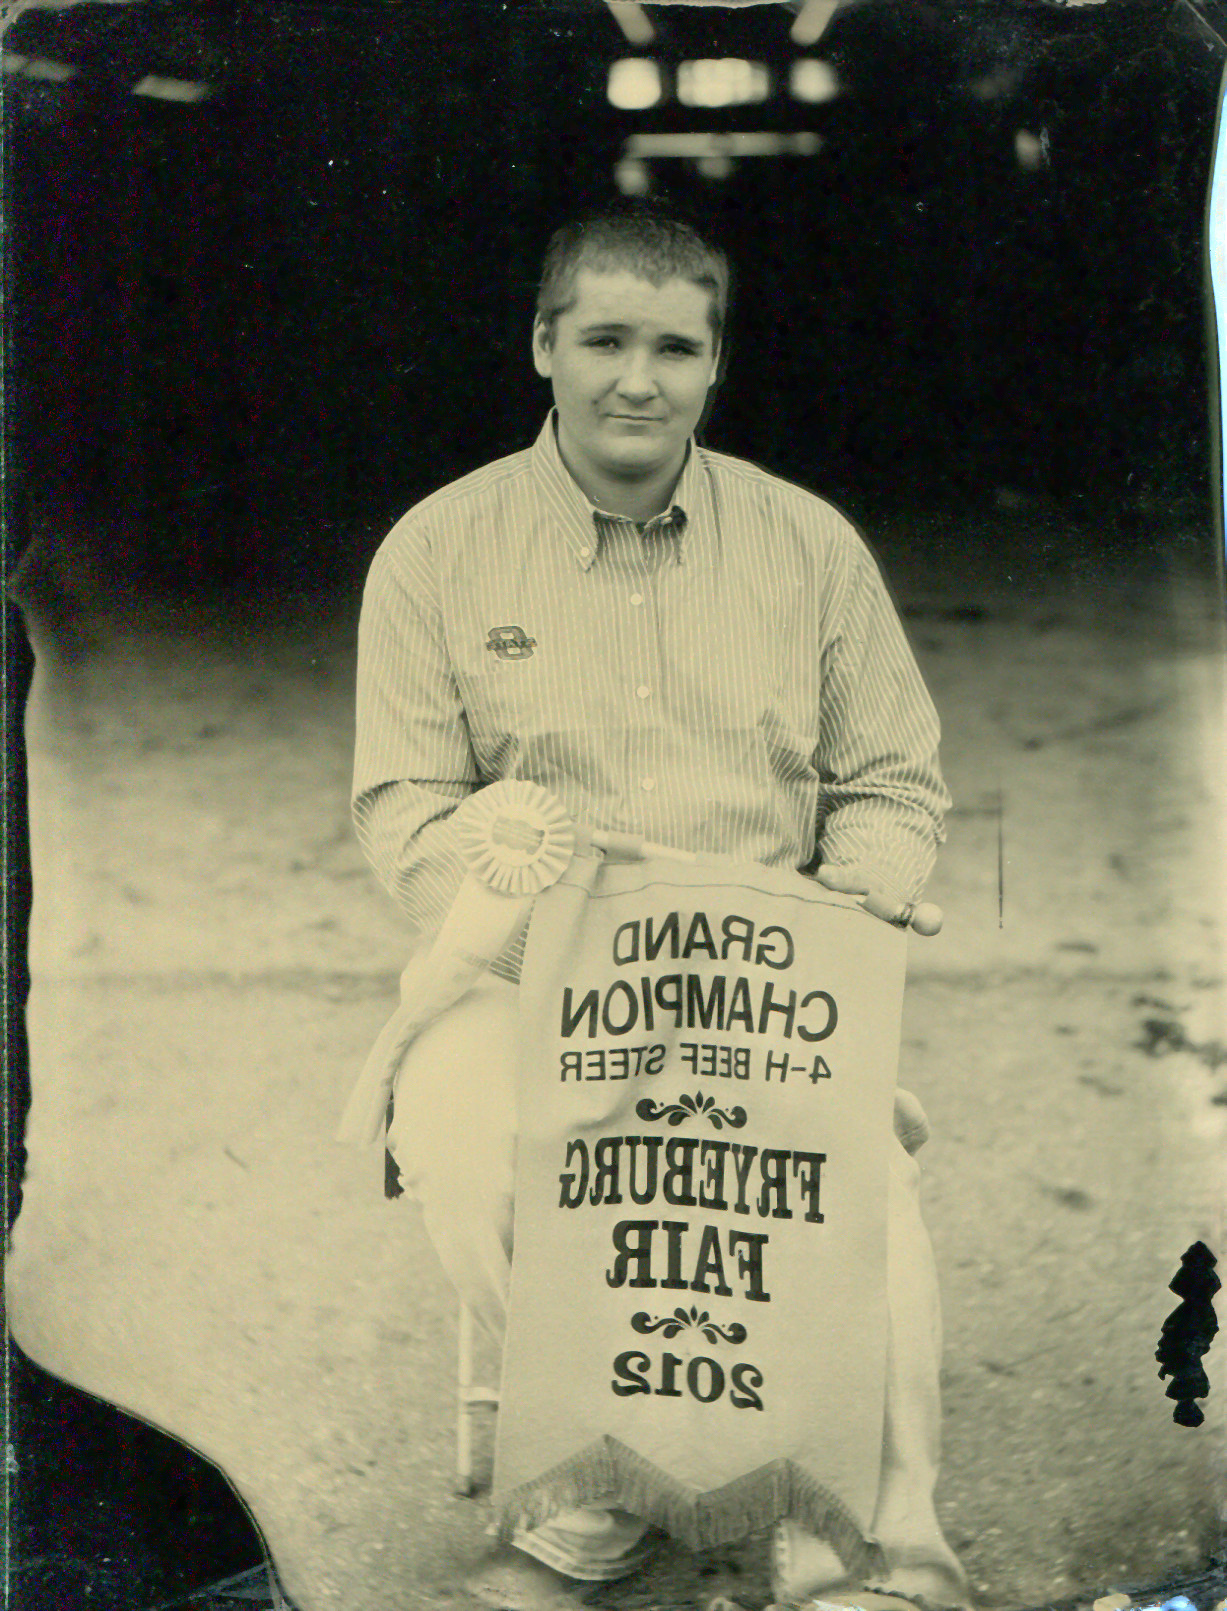 GRAND
CHAMPION
4-H BEEF STEER
FRYEBURG
FAIR
2012